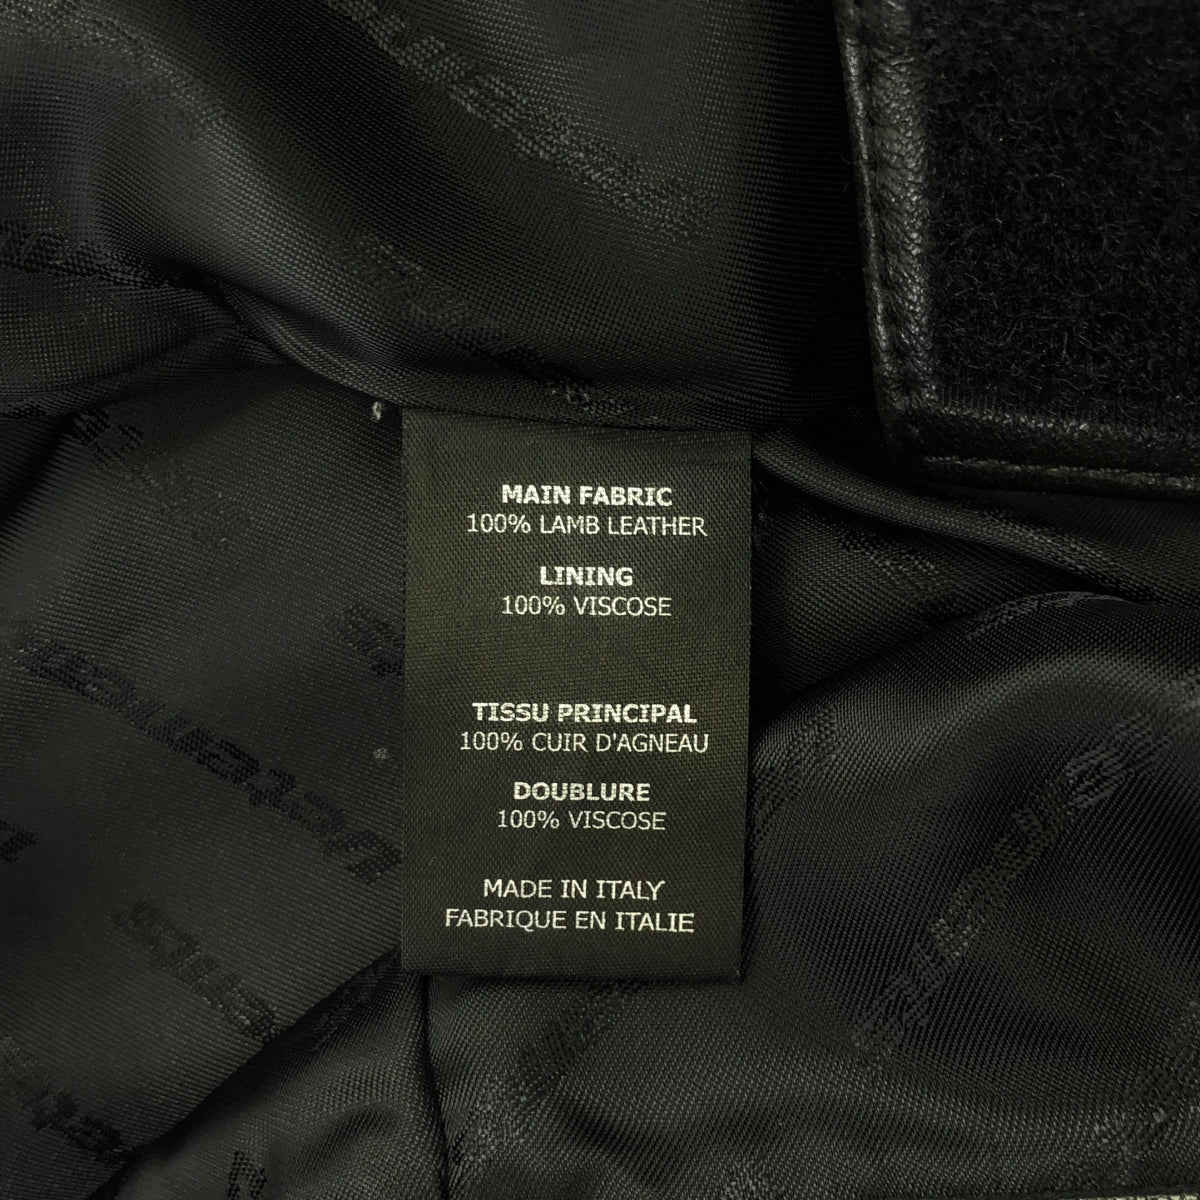 MAIN FABRIC
100% LAMB LEATHER
LINING
100% VISCOSE
TISSU PRINCIPAL
100% CUIR D'AGNEAU
DOUBLURE
100% VISCOSE
MADE IN ITALY
FABRIQUE EN ITALIE